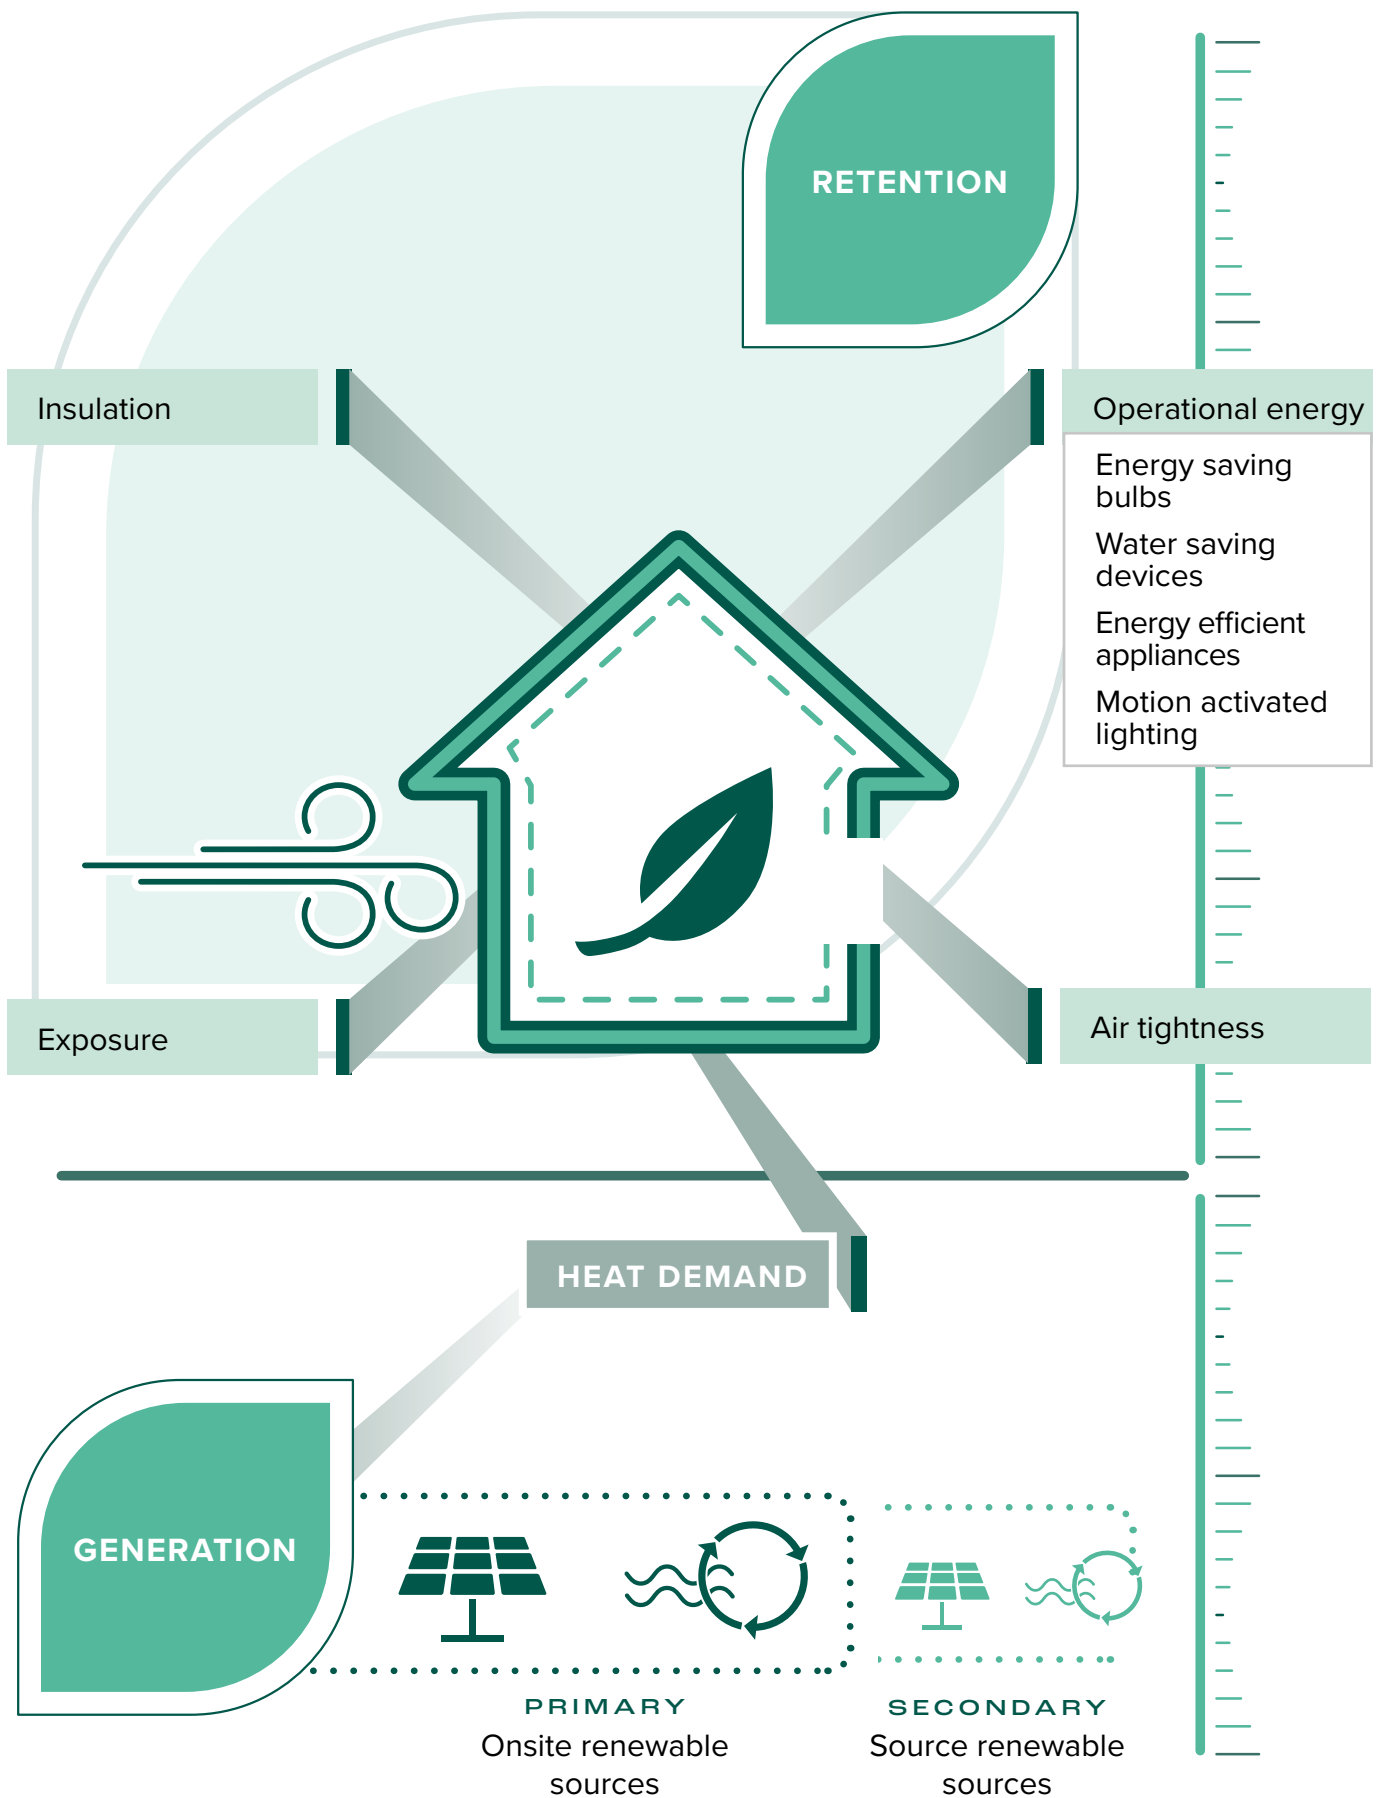 RETENTION
Insulation
Operational energy
Energy saving
bulbs
Water saving
devices
Energy efficient
appliances
Motion activated
lighting
Exposure
Air tightness
HEAT DEMAND
GENERATION
PRIMARY
Onsite renewable
sources
SECONDARY
Source renewable
sources